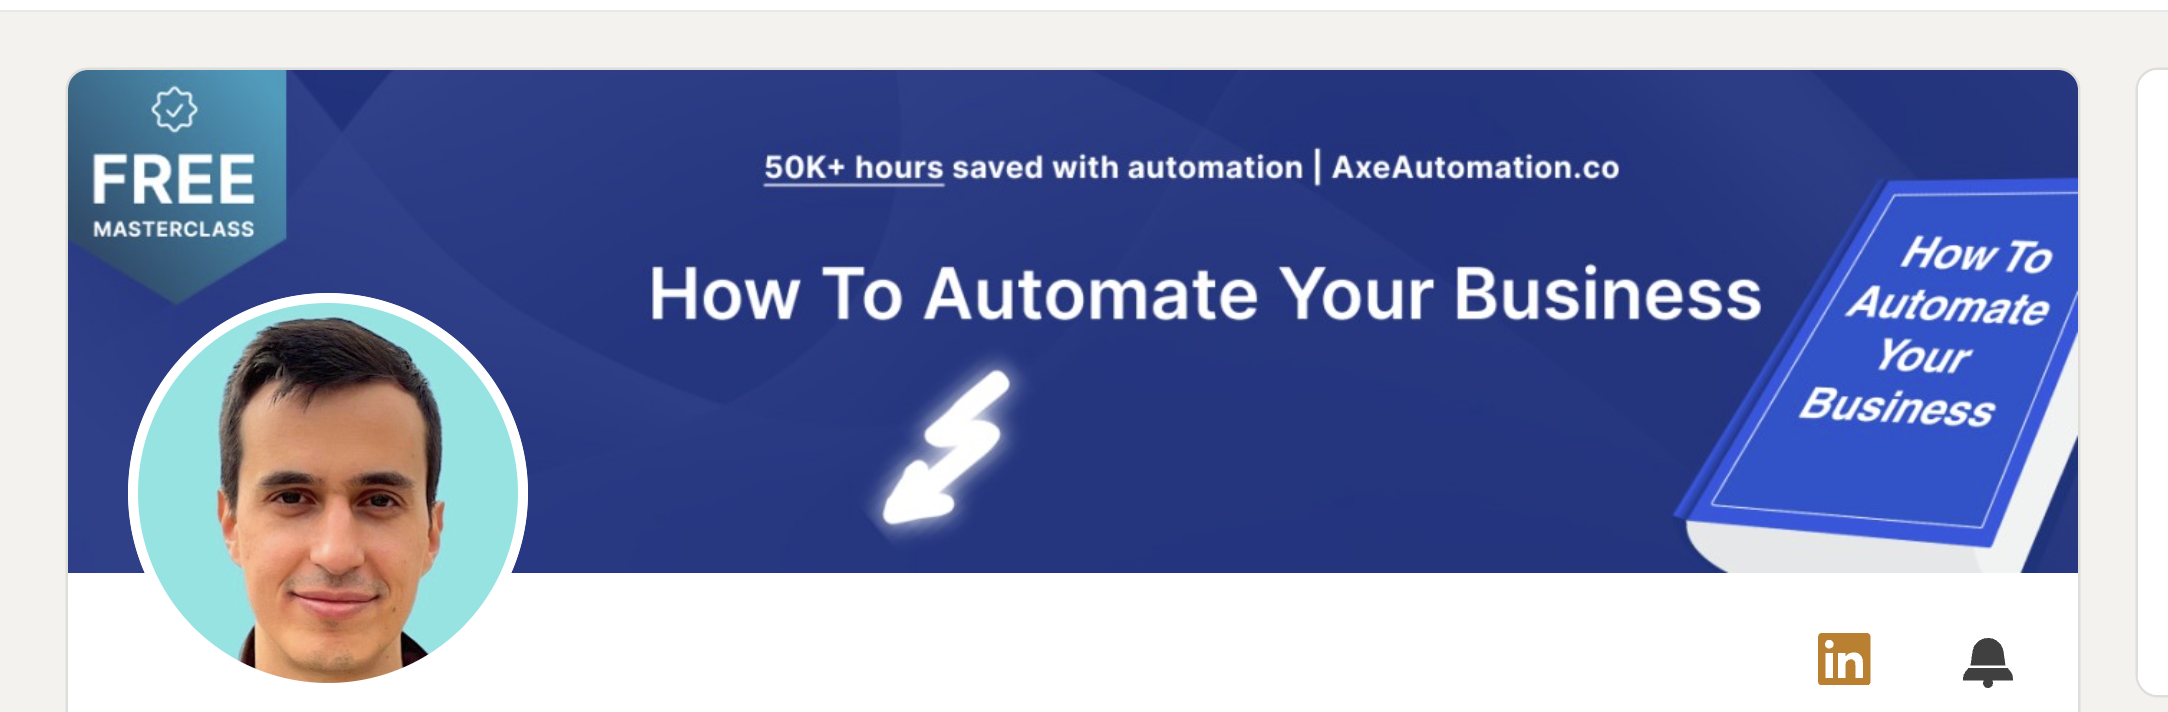 FREE
MASTERCLASS
50K+ hours saved with automation | AxeAutomation.co
How To Automate Your Business
How To
Automate
Your
Business
in